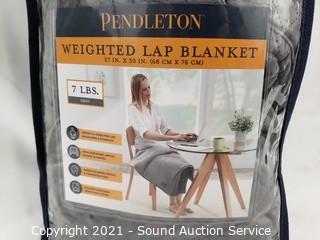 PENDLETON
WEIGHTED LAP BLANKET
27 IN. X 30 IN. (68 CM X 76 CM)
7 LBS.
GRAY
Copyright 2021 - Sound Auction Service